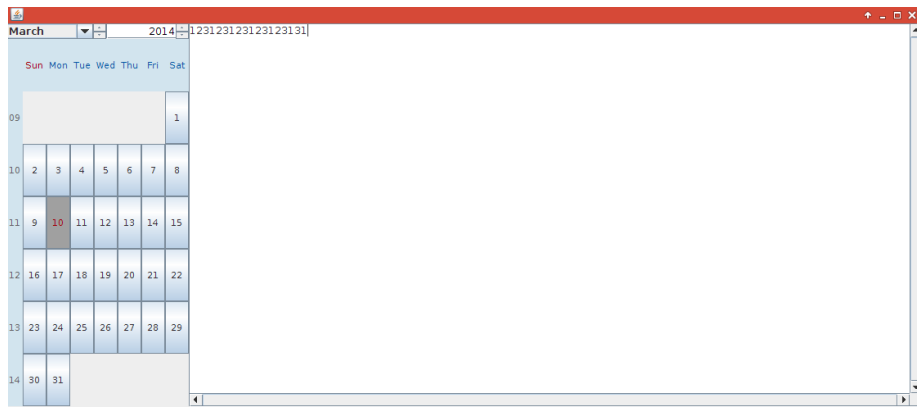 March 2014
123123123123123131
Sun Mon Tue Wed Thu Fri Sat
09 1
10 2 3 4 5 6 7 8
11 9 10 11 12 13 14 15
12 16 17 18 19 20 21 22
13 23 24 25 26 27 28 29
14 30 31